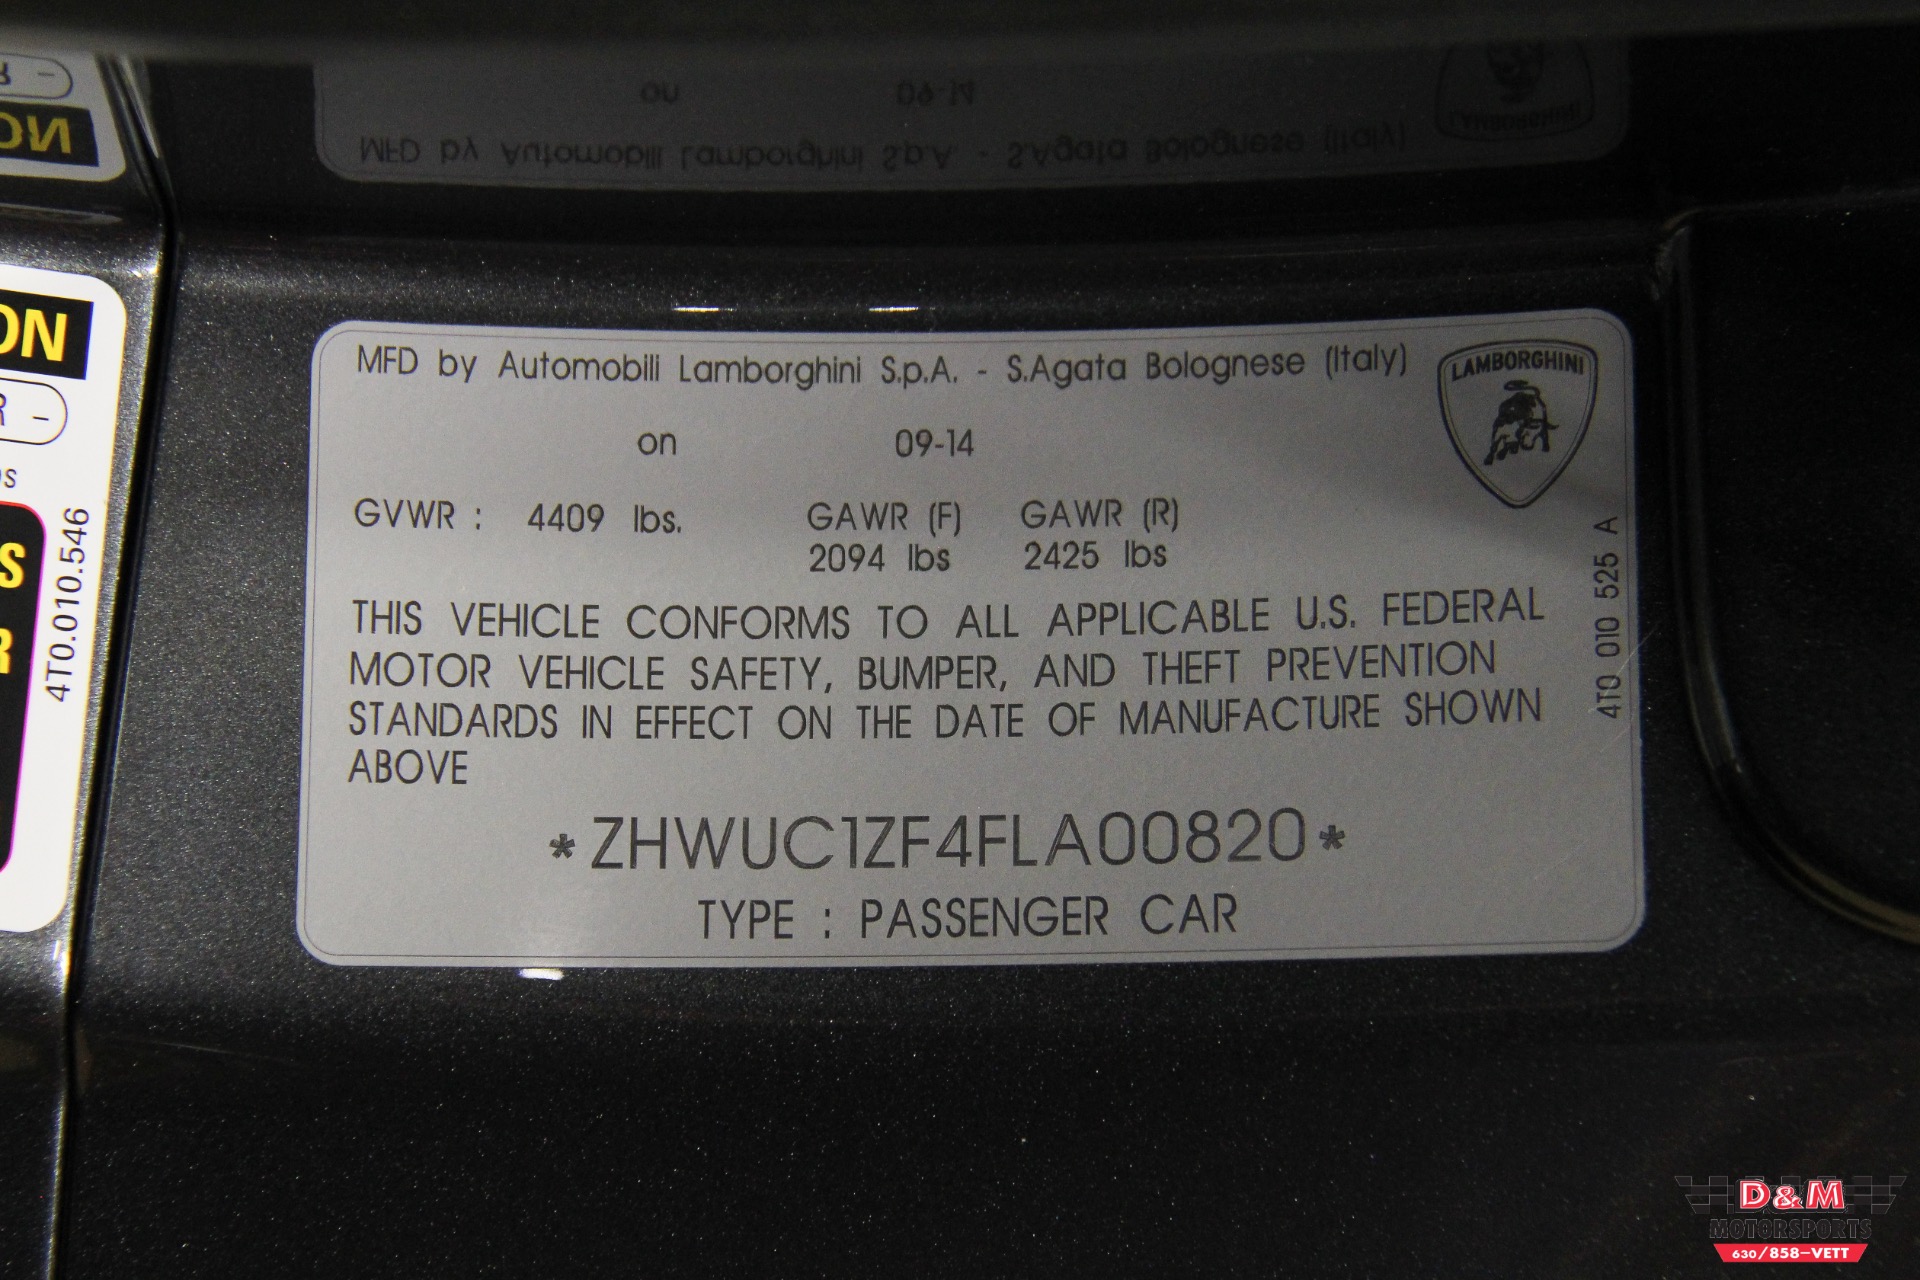 MFD by Automobili Lamborghini S.p.A. - S.Agata Bolognese (Italy)
LAMBORGHINI
on 09-14
GVWR : 4409 lbs. GAWR (F) GAWR (R)
2094 lbs 2425 lbs
THIS VEHICLE CONFORMS TO ALL APPLICABLE U.S. FEDERAL
MOTOR VEHICLE SAFETY, BUMPER, AND THEFT PREVENTION
STANDARDS IN EFFECT ON THE DATE OF MANUFACTURE SHOWN
ABOVE
*ZHWUC1ZF4FLA00820*
TYPE : PASSENGER CAR
4T0 010 525 A
4T0.010.546
D&M
MOTORSPORTS
630/858-VETT